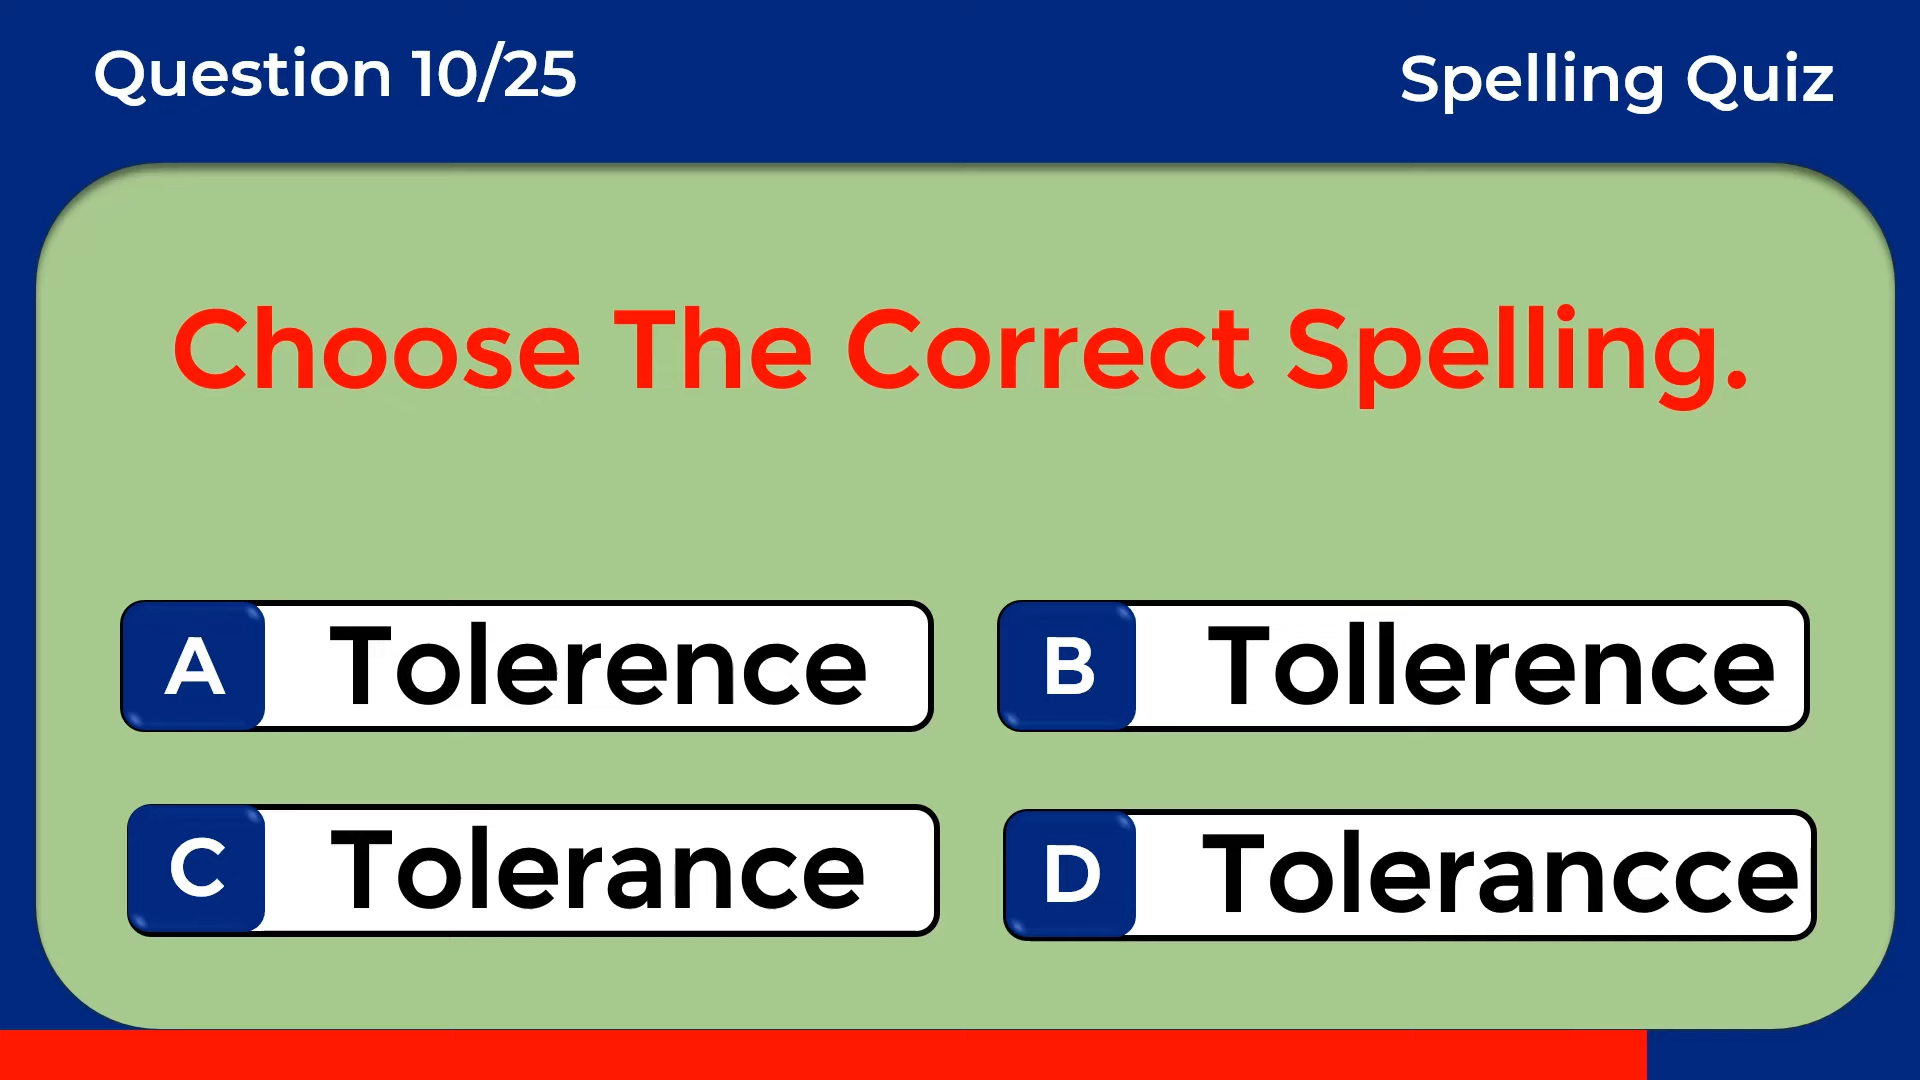 Question 10/25
Spelling Quiz
Choose The Correct Spelling.
A Tolerence
B Tollerence
C Tolerance
D Tolerancce